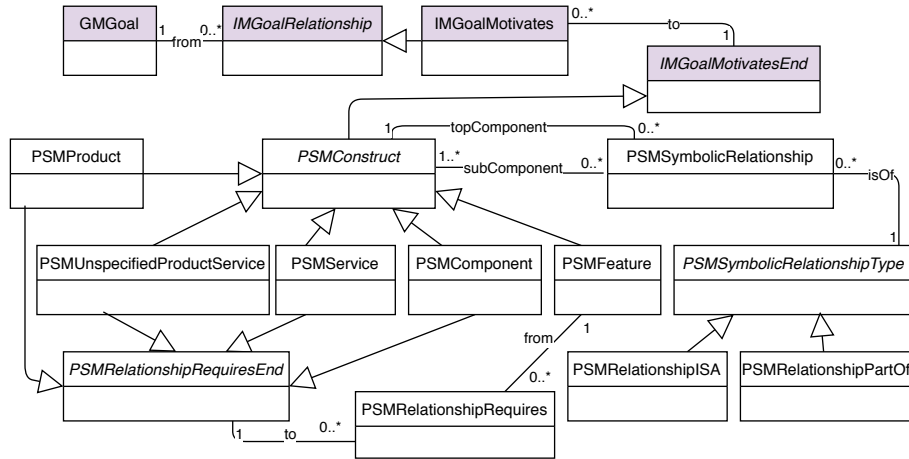 GMGoal
1
from
0..*
IMGoalRelationship
IMGoalMotivates
0..*
to
1
IMGoalMotivatesEnd
PSMProduct
PSMConstruct
1
topComponent
0..*
1..*
subComponent
0..*
PSMSymbolicRelationship
0..*
isOf
1
PSMUnspecifiedProductService
PSMService
PSMComponent
PSMFeature
PSMSymbolicRelationshipType
1
from
0..*
PSMRelationshipRequiresEnd
PSMRelationshipISA
PSMRelationshipPartOf
PSMRelationshipRequires
1
to
0..*